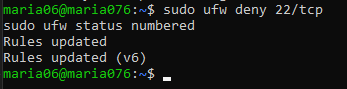 maria06@maria076:~$ sudo ufw deny 22/tcp
sudo ufw status numbered
Rules updated
Rules updated (v6)
maria06@maria076:~$